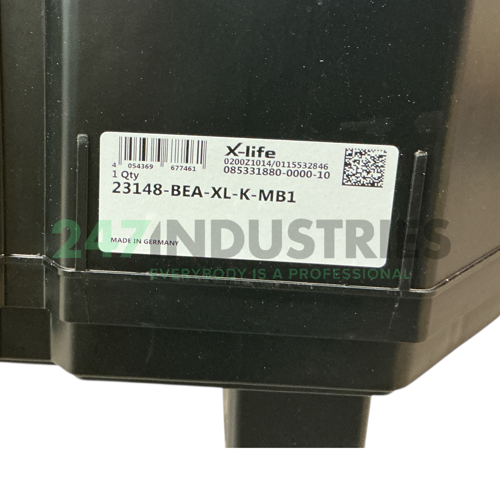 X-life
0200Z1014/0115532846
085331880-0000-10
4 054369 677461
1 Qty
23148-BEA-XL-K-MB1
247INDUSTRIES
MADE IN GERMANY
EVERYBODY IS A PROFESSIONAL